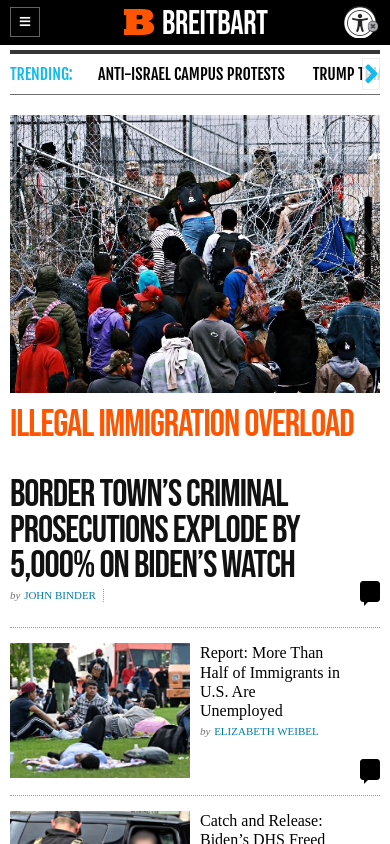 BREITBART
TRENDING:
ANTI-ISRAEL CAMPUS PROTESTS
TRUMP T
ILLEGAL IMMIGRATION OVERLOAD
BORDER TOWN’S CRIMINAL
PROSECUTIONS EXPLODE BY
5,000% ON BIDEN’S WATCH
by JOHN BINDER
Report: More Than
Half of Immigrants in
U.S. Are
Unemployed
by ELIZABETH WEIBEL
Catch and Release:
Biden’s DHS Freed